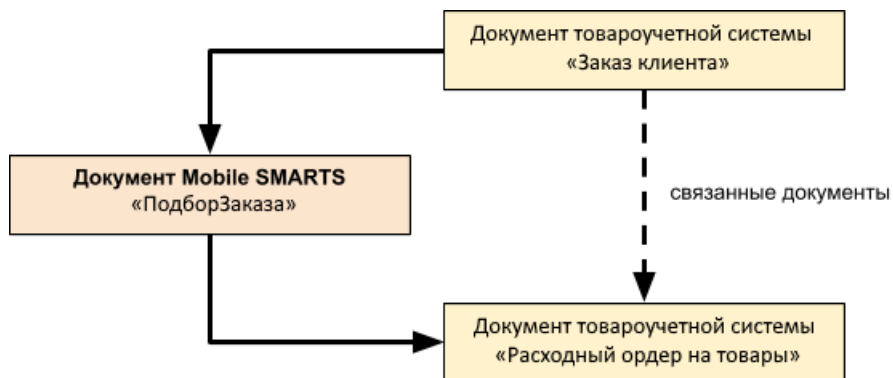 Документ товароучетной системы
«Заказ клиента»
Документ Mobile SMARTS
«ПодборЗаказа»
связанные документы
Документ товароучетной системы
«Расходный ордер на товары»